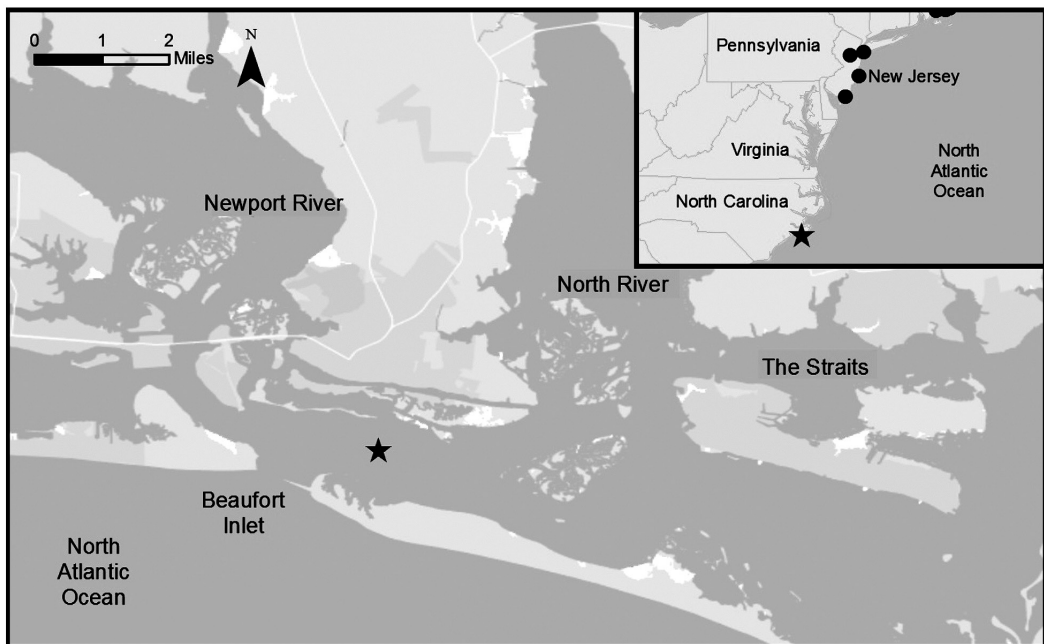 0 1 2
Miles
N
Pennsylvania
New Jersey
Virginia
North
Atlantic
Ocean
North Carolina
Newport River
North River
The Straits
Beaufort
Inlet
North
Atlantic
Ocean